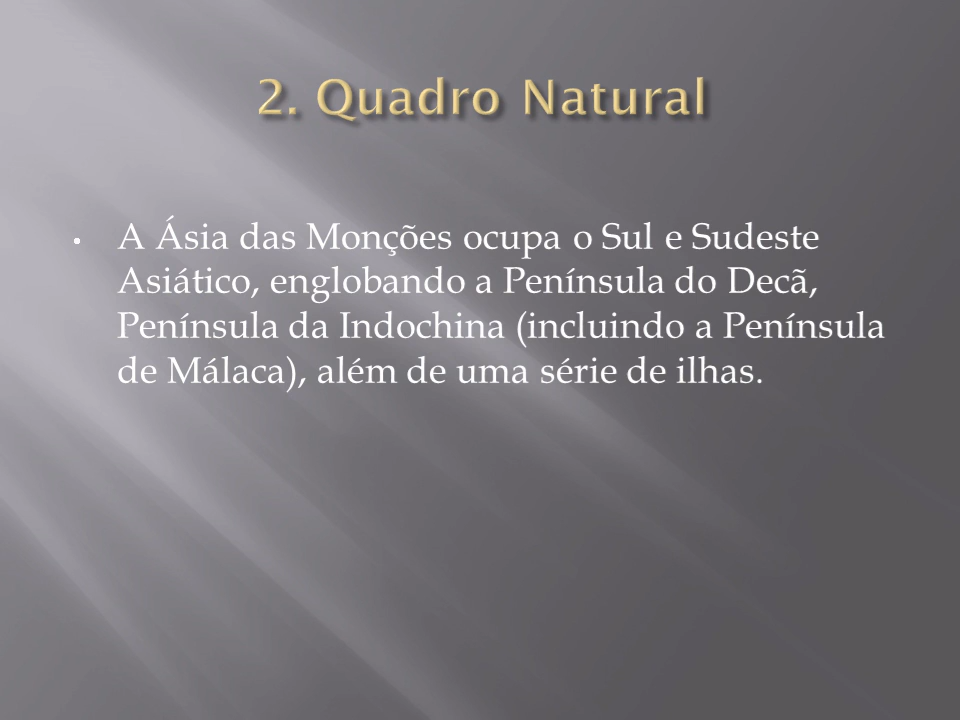 2. Quadro Natural
• A Ásia das Monções ocupa o Sul e Sudeste
Asiático, englobando a Península do Decã,
Península da Indochina (incluindo a Península
de Málaca), além de uma série de ilhas.